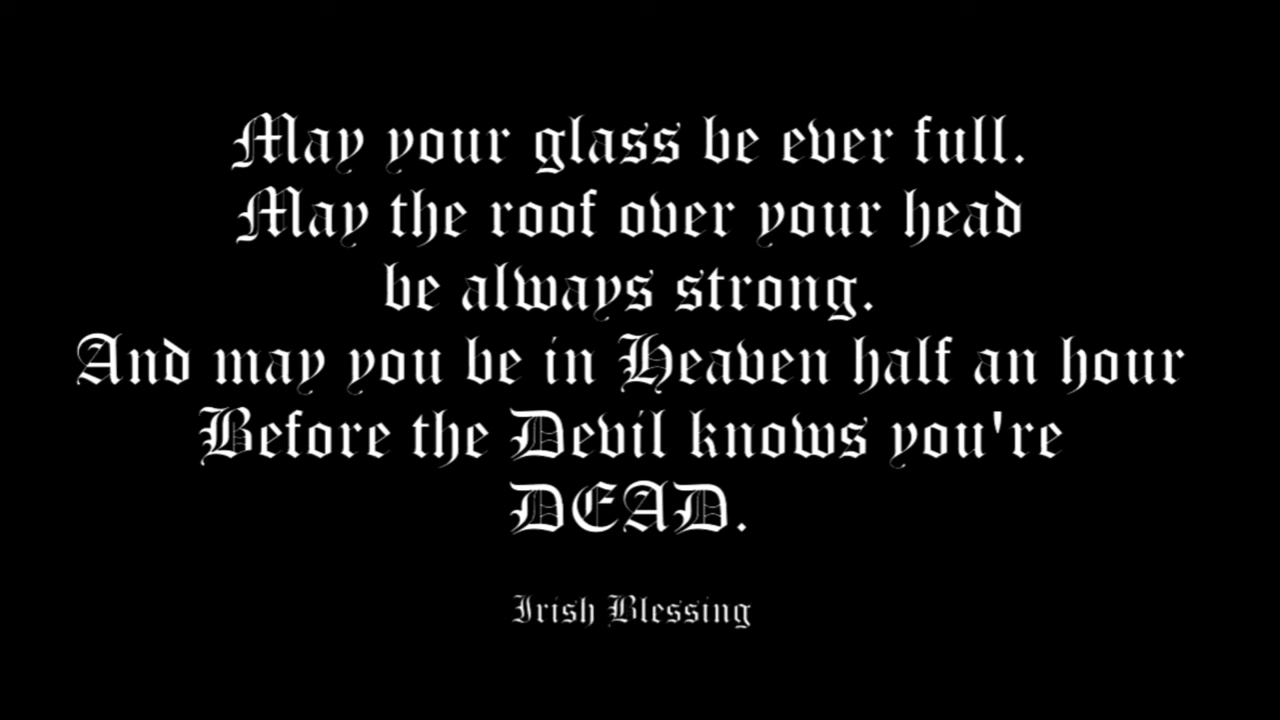 May your glass be ever full.
May the roof over your head
be always strong.
And may you be in Heaven half an hour
Before the Devil knows you're
DEAD.
Irish Blessing